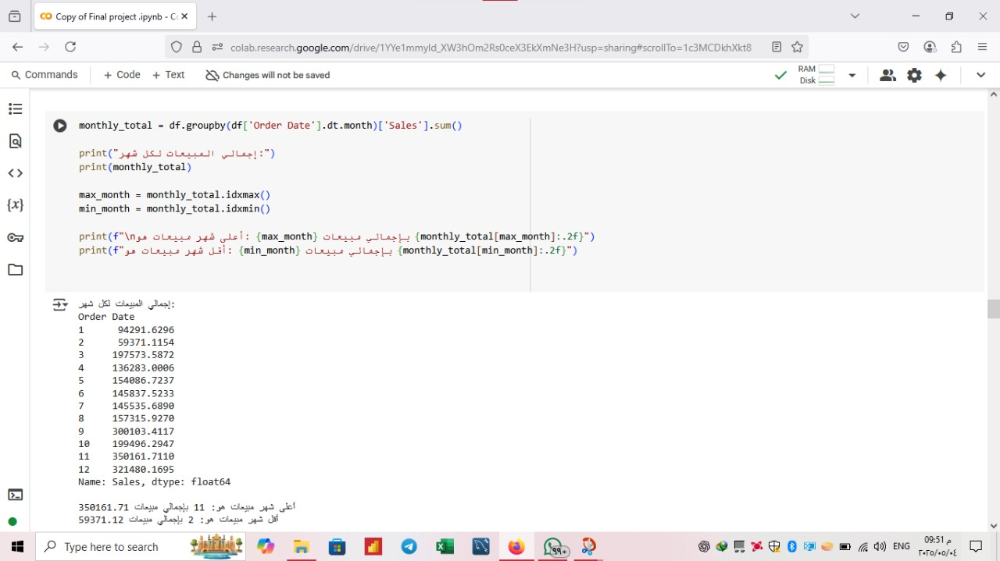 Copy of Final project .ipynb - Co
colab.research.google.com/drive/1YYe1mmyId_XW3hOm2Rs0ceX3EkXmNe3H?usp=sharing#scrollTo=1c3MCDkhXkt8
Commands + Code + Text Changes will not be saved RAM Disk
monthly_total = df.groupby(df['Order Date'].dt.month)['Sales'].sum()
print("إجمالي المبيعات لكل شهر:")
print(monthly_total)
max_month = monthly_total.idxmax()
min_month = monthly_total.idxmin()
print(f"\nأعلى شهر مبيعات هو: {max_month} بإجمالي مبيعات {monthly_total[max_month]:.2f}")
print(f"أقل شهر مبيعات هو: {min_month} بإجمالي مبيعات {monthly_total[min_month]:.2f}")
إجمالي المبيعات لكل شهر:
Order Date
1 94291.6296
2 59371.1154
3 197573.5872
4 136283.0006
5 154086.7237
6 145837.5233
7 145535.6890
8 157315.9270
9 300103.4117
10 199496.2947
11 350161.7110
12 321480.1695
Name: Sales, dtype: float64
أعلى شهر مبيعات هو: 11 بإجمالي مبيعات 350161.71
أقل شهر مبيعات هو: 2 بإجمالي مبيعات 59371.12
Type here to search
+٩٩
ENG
09:51 م
٢٠٢٥/٠٥/٠٤